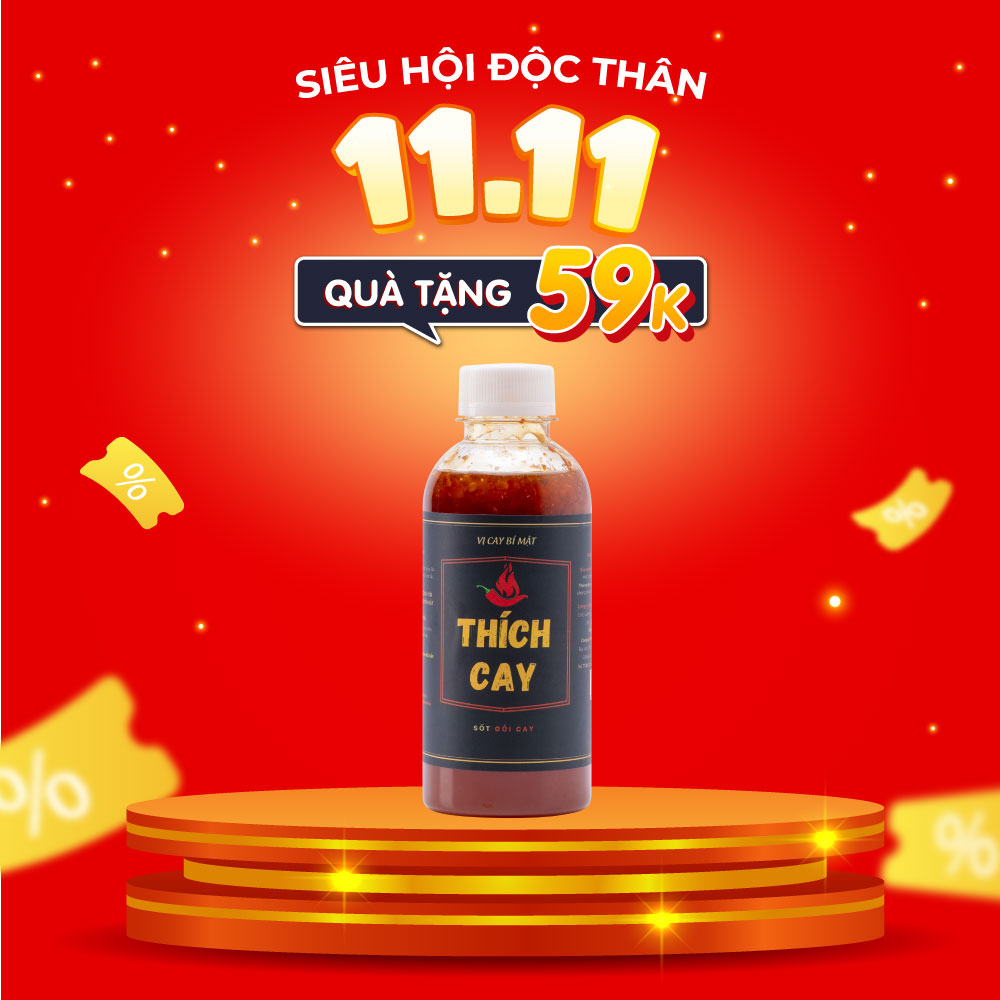 SIÊU HỘI ĐỘC THÂN
11.11
QUÀ TẶNG 59K
VỊ CAY BÍ MẬT
THÍCH
CAY
SỐT GỎI CAY
%
%
%
%